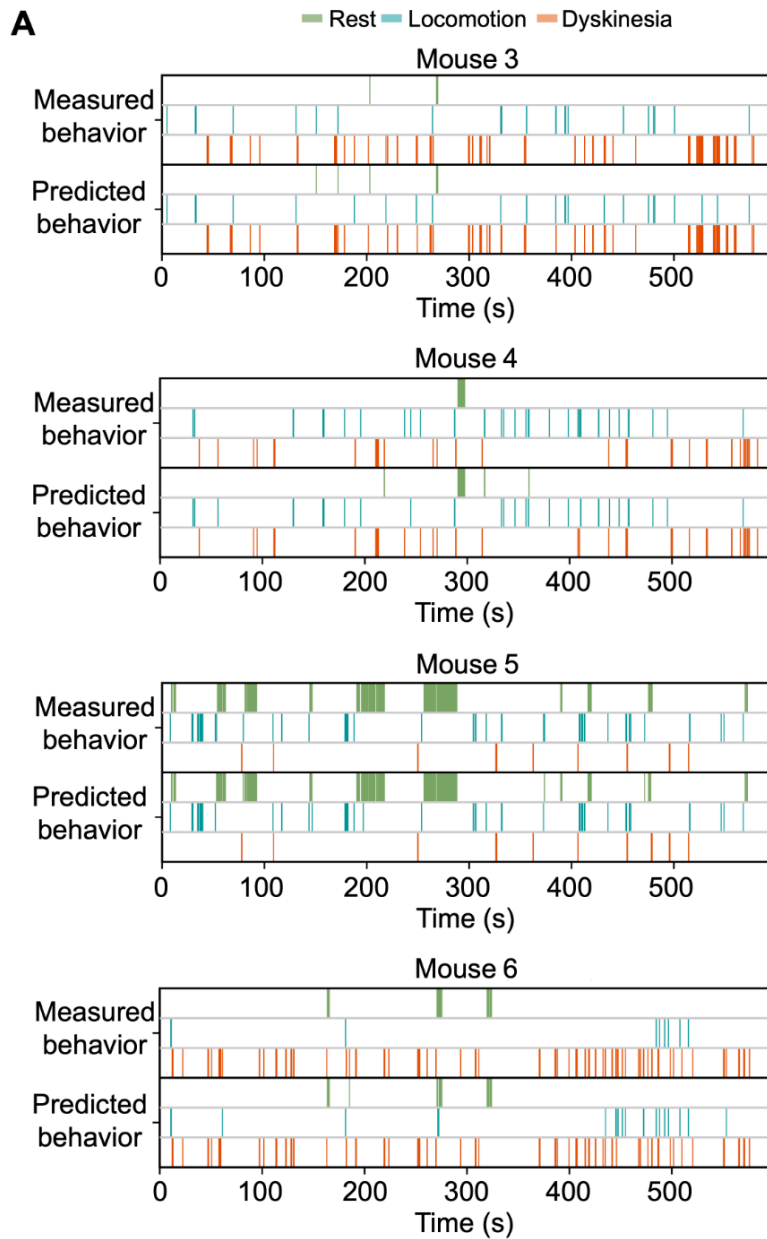 A
Rest Locomotion Dyskinesia
Mouse 3
Measured
behavior
Predicted
behavior
0 100 200 300 400 500
Time (s)
Mouse 4
Measured
behavior
Predicted
behavior
0 100 200 300 400 500
Time (s)
Mouse 5
Measured
behavior
Predicted
behavior
0 100 200 300 400 500
Time (s)
Mouse 6
Measured
behavior
Predicted
behavior
0 100 200 300 400 500
Time (s)